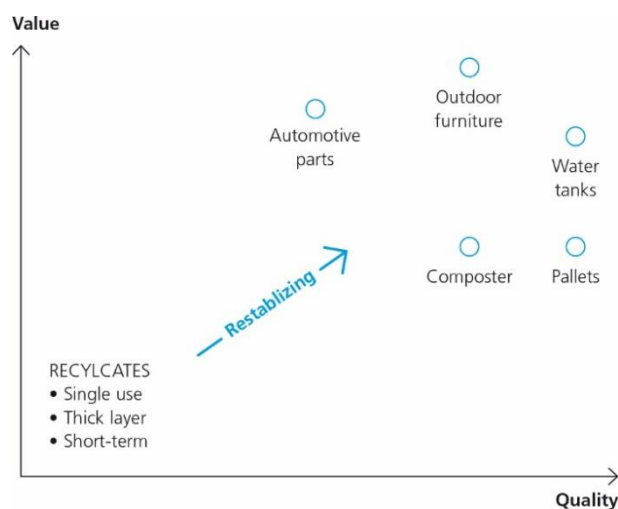 Value
Outdoor
furniture
Automotive
parts
Water
tanks
Composter
Pallets
Restablizing
RECYLCATES
• Single use
• Thick layer
• Short-term
Quality